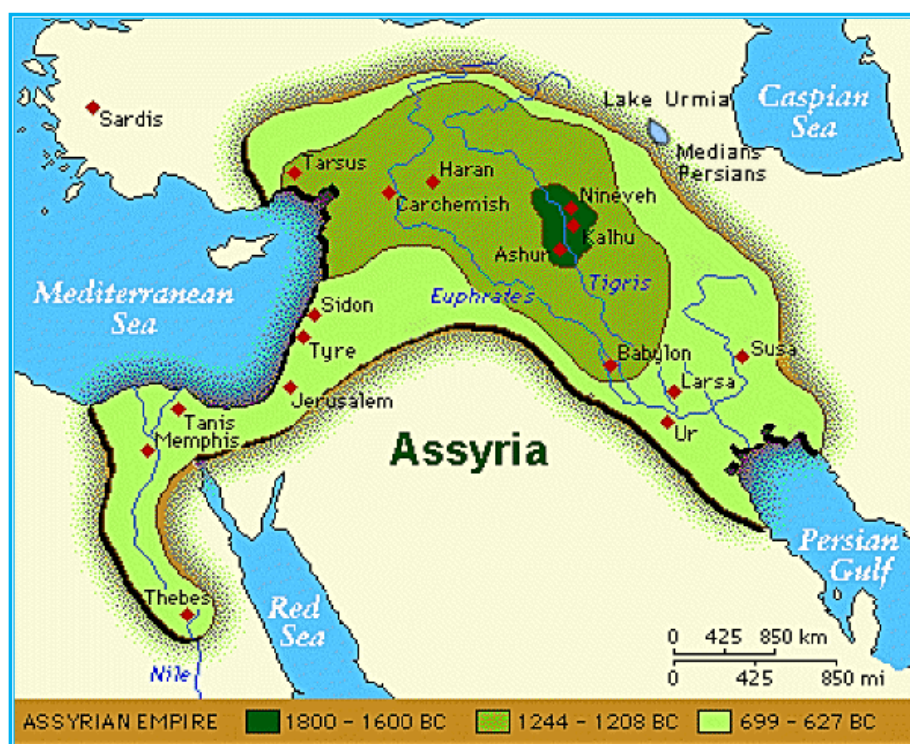 Lake Urmia
Caspian
Sea
Sardis
Medians
Persians
Tarsus
Haran
Carchemish
Nineveh
Kalhu
Ashur
Tigris
Euphrates
Mediterranean
Sea
Sidon
Tyre
Jerusalem
Babylon
Susa
Larsa
Ur
Tanis
Memphis
Assyria
Persian
Gulf
Thebes
Red
Sea
Nile
0 425 850 km
0 425 850 mi
ASSYRIAN EMPIRE 1800 - 1600 BC 1244 - 1208 BC 699 - 627 BC